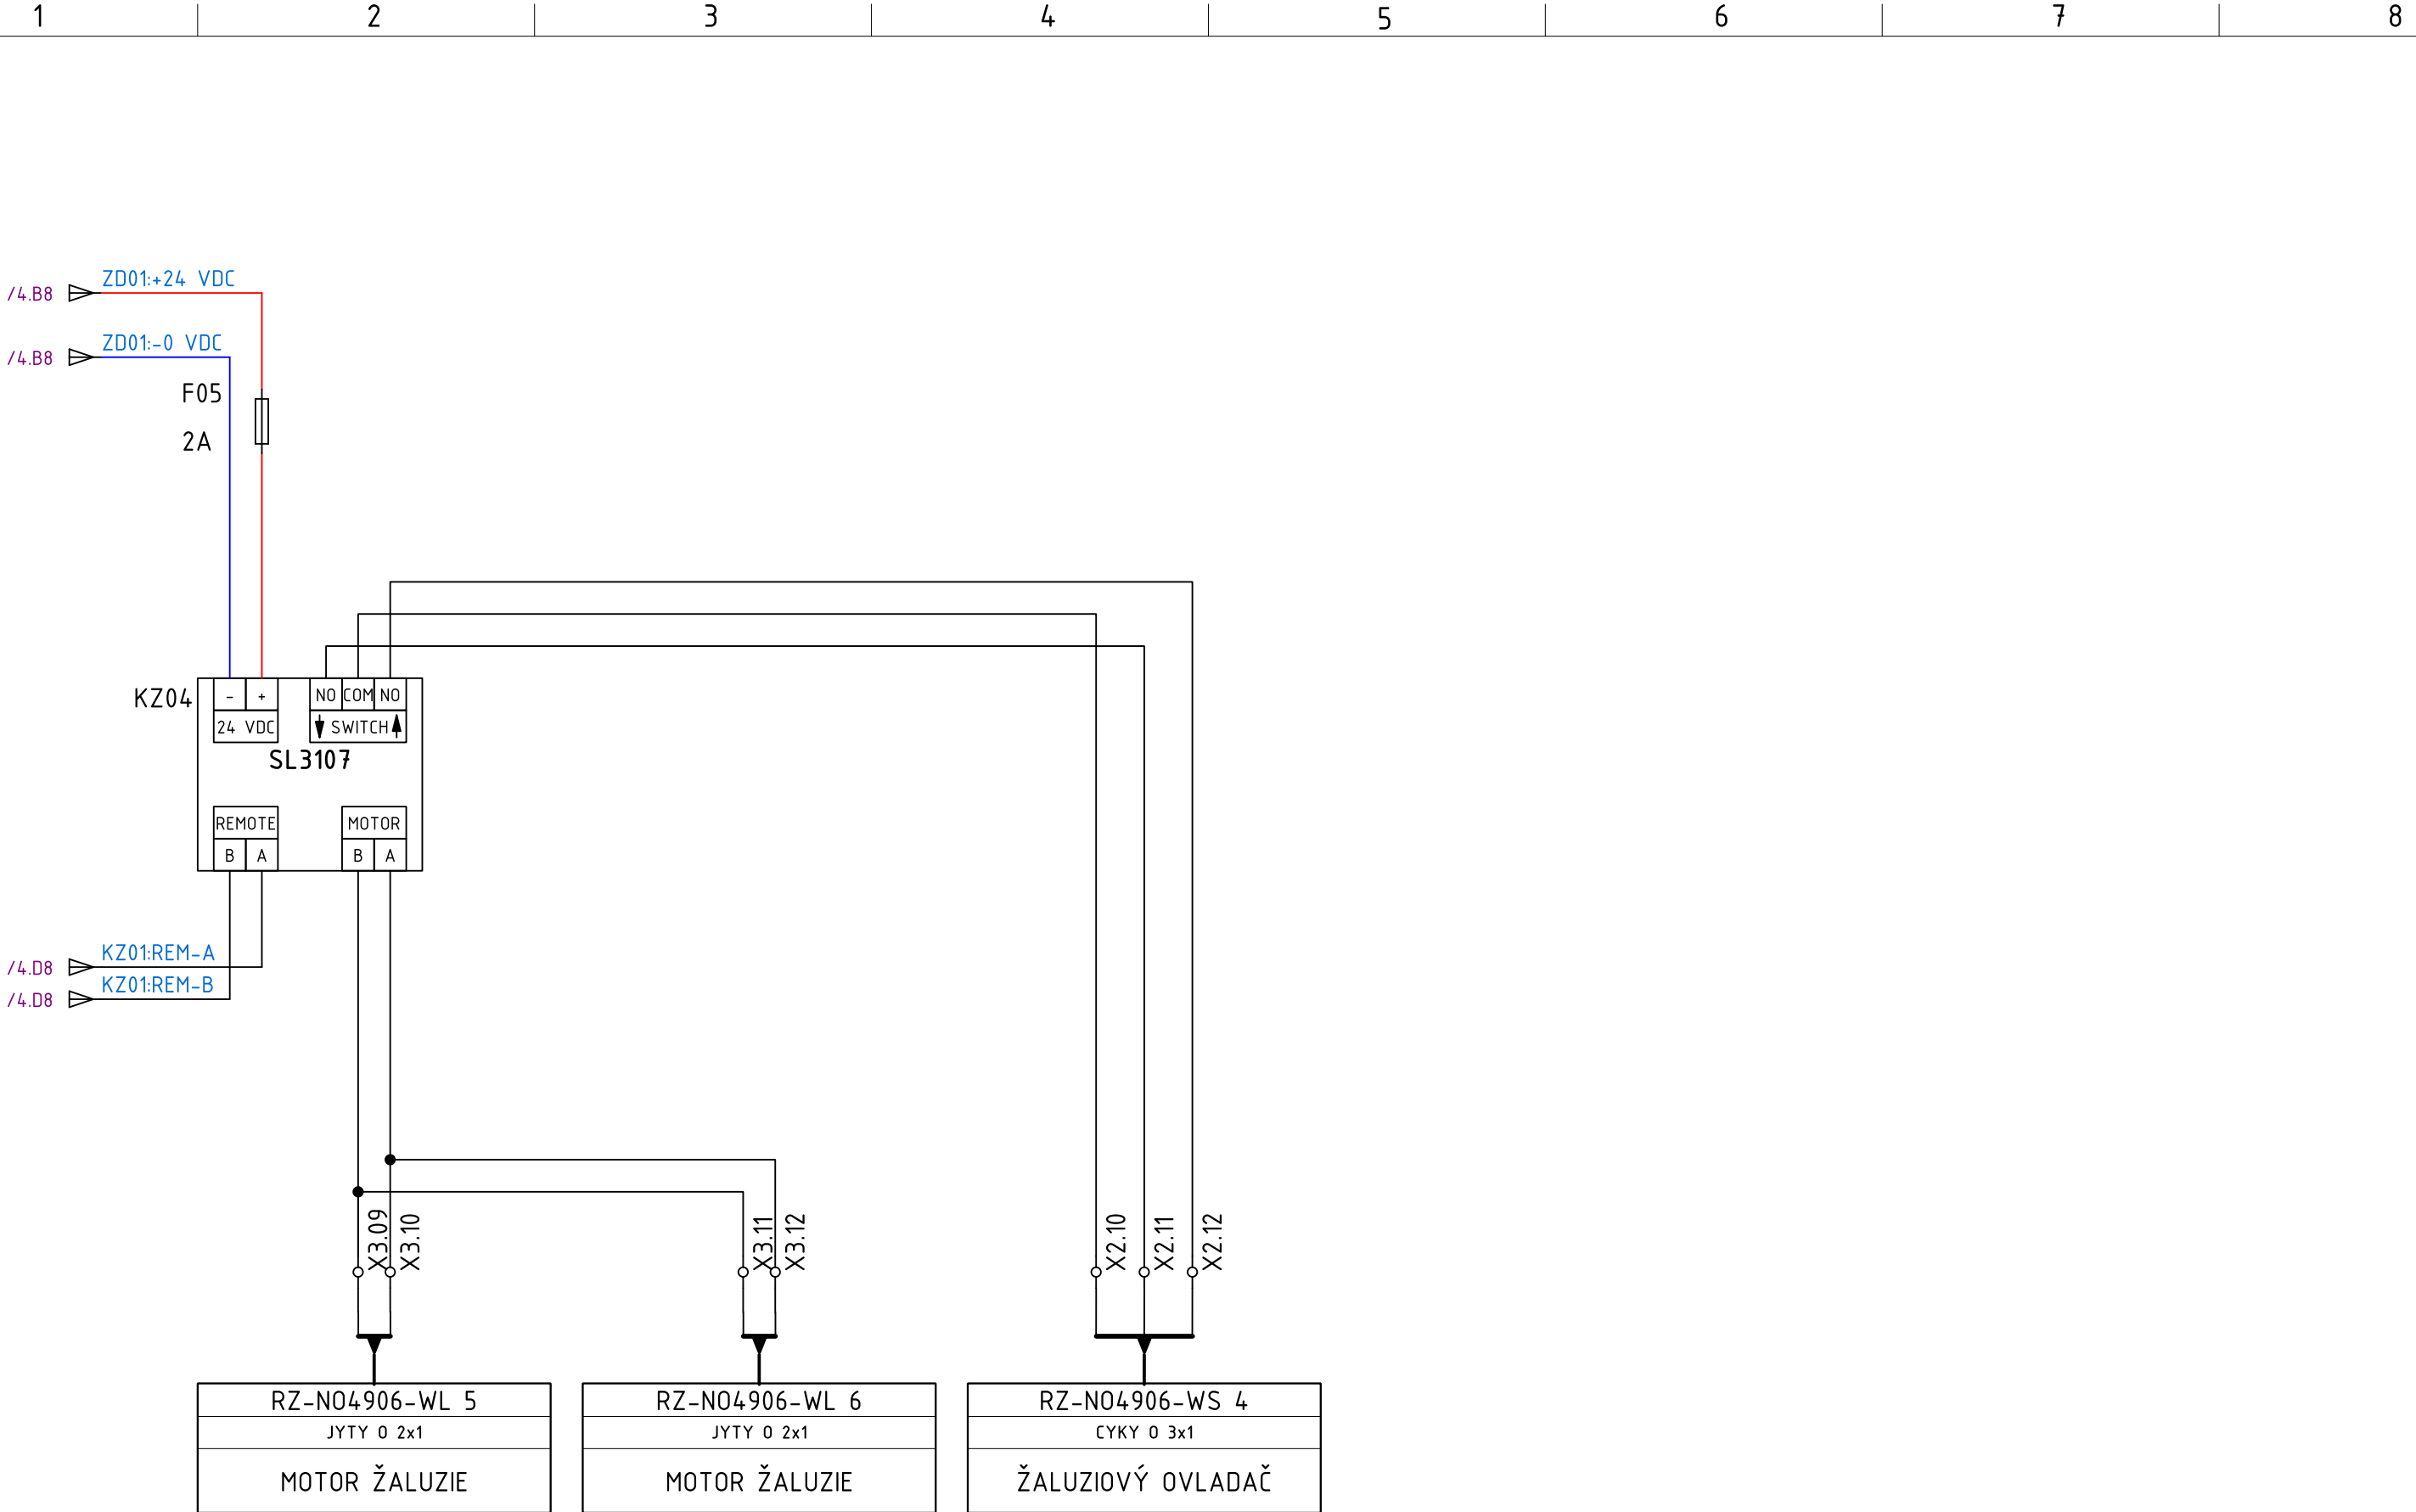 1 2 3 4 5 6 7 8
ZD01:+24 VDC
/4.B8
ZD01:-0 VDC
/4.B8
F05
2A
KZ04
- + NO COM NO
24 VDC SWITCH
SL3107
REMOTE MOTOR
B A B A
KZ01:REM-A
/4.D8
KZ01:REM-B
/4.D8
X3.09
X3.10
X3.11
X3.12
X2.10
X2.11
X2.12
RZ-N04906-WL 5
JYTY O 2x1
MOTOR ŽALUZIE
RZ-N04906-WL 6
JYTY O 2x1
MOTOR ŽALUZIE
RZ-N04906-WS 4
CYKY O 3x1
ŽALUZIOVÝ OVLADAČ